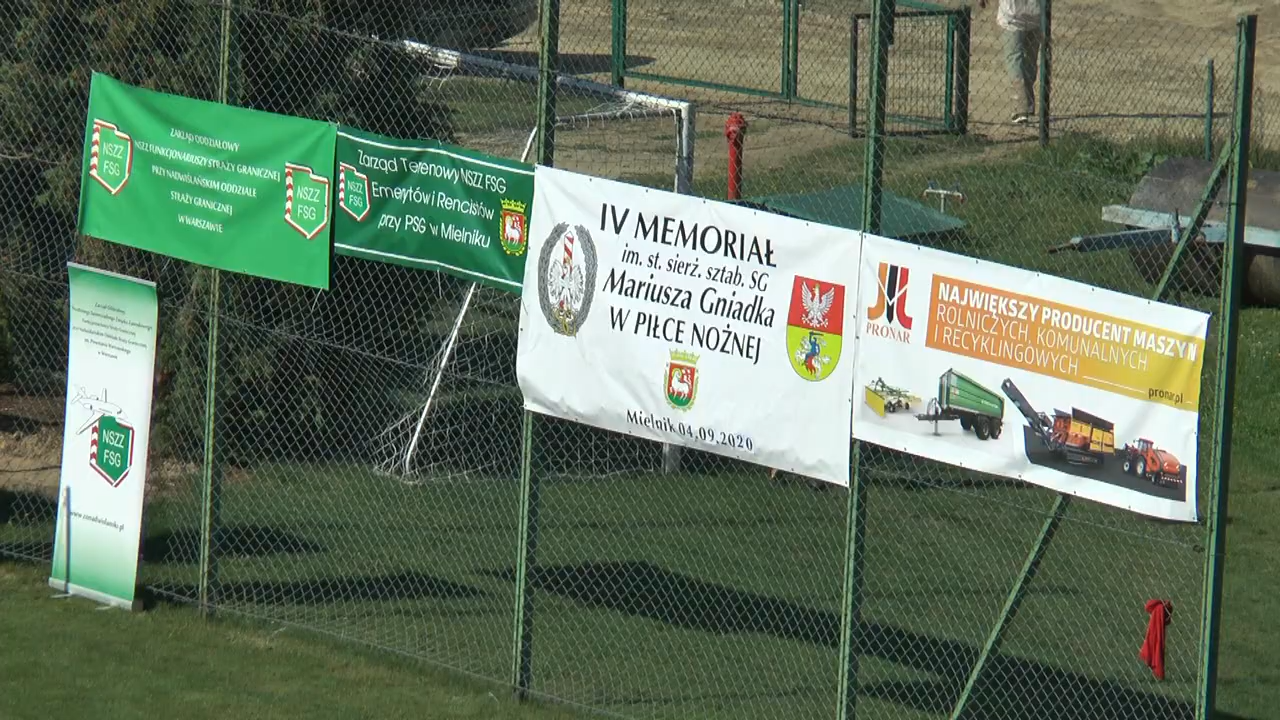 ZARZĄD ODDZIAŁOWY
NSZZ FUNKCJONARIUSZY STRAŻY GRANICZNEJ
PRZY NADWIŚLAŃSKIM ODDZIALE
STRAŻY GRANICZNEJ
W WARSZAWIE
NSZZ
FSG
NSZZ
FSG
Zarząd Terenowy NSZZ FSG
Emerytów i Rencistów
przy PSG w Mielniku
NSZZ
FSG
IV MEMORIAŁ
im. st. sierż. sztab. SG
Mariusza Gniadka
W PIŁCE NOŻNEJ
Mielnik 04.09.2020
PRONAR
NAJWIĘKSZY PRODUCENT MASZYN
ROLNICZYCH, KOMUNALNYCH
I RECYKLINGOWYCH
pronar.pl
NSZZ
FSG